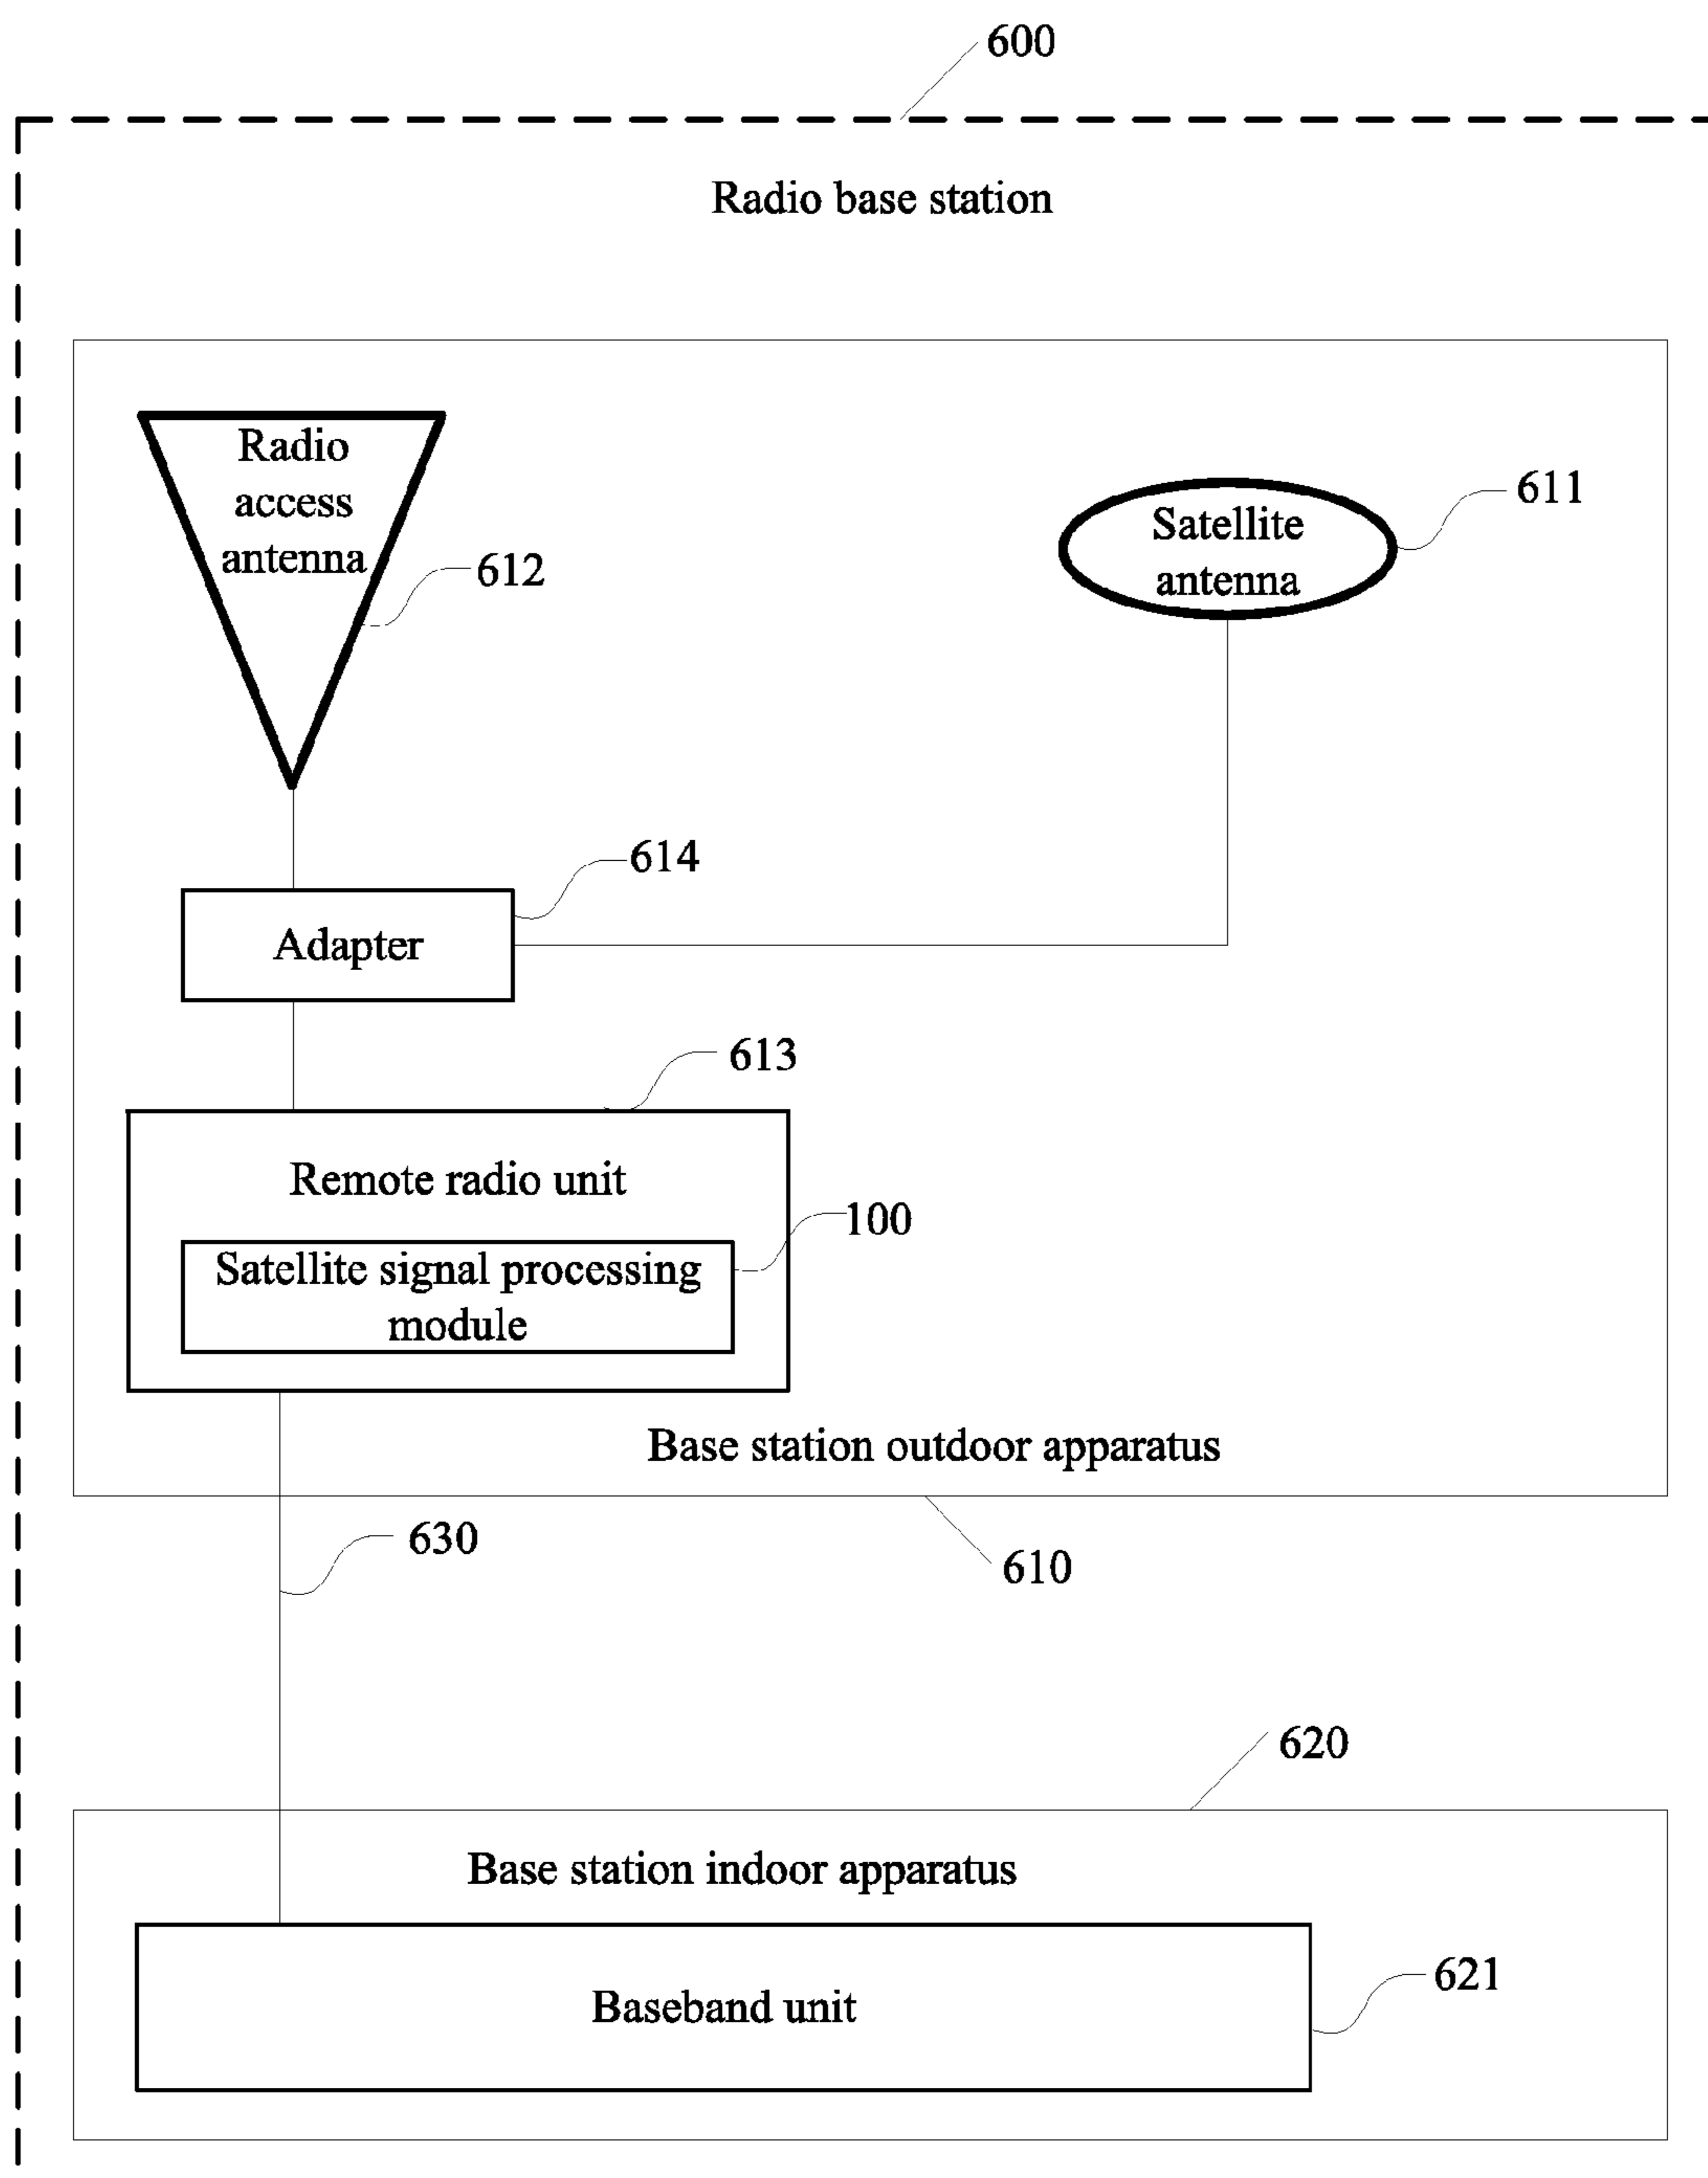 600
Radio base station
Radio
access
antenna
612
Satellite
antenna
611
614
Adapter
613
Remote radio unit
100
Satellite signal processing
module
Base station outdoor apparatus
630
610
620
Base station indoor apparatus
Baseband unit
621